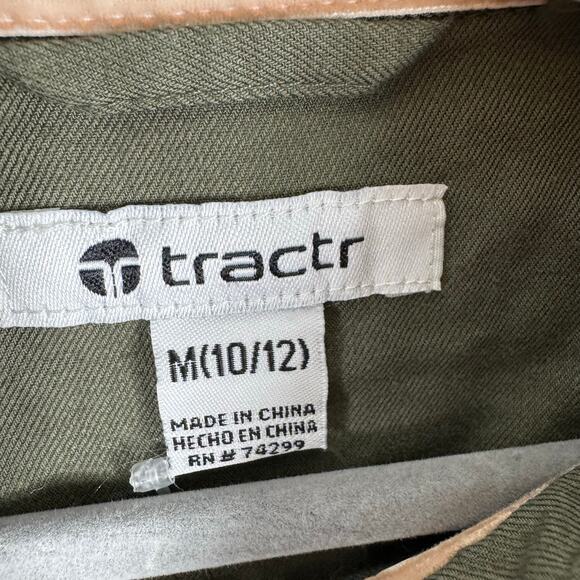 tractr
M(10/12)
MADE IN CHINA
HECHO EN CHINA
RN # 74299